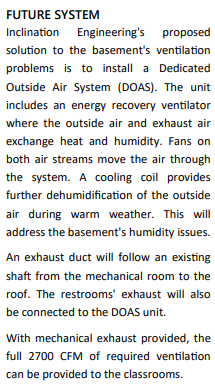 FUTURE SYSTEM
Inclination Engineering's proposed
solution to the basement's ventilation
problems is to install a Dedicated
Outside Air System (DOAS). The unit
includes an energy recovery ventilator
where the outside air and exhaust air
exchange heat and humidity. Fans on
both air streams move the air through
the system. A cooling coil provides
further dehumidification of the outside
air during warm weather. This will
address the basement's humidity issues.
An exhaust duct will follow an existing
shaft from the mechanical room to the
roof. The restrooms' exhaust will also
be connected to the DOAS unit.
With mechanical exhaust provided, the
full 2700 CFM of required ventilation
can be provided to the classrooms.